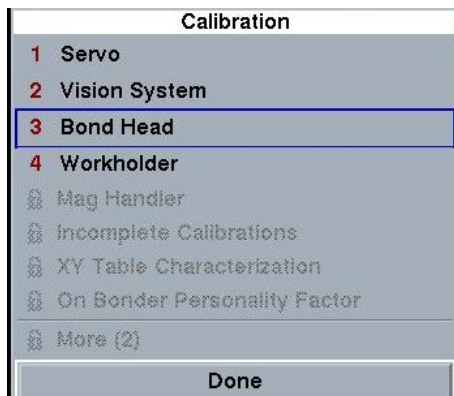 Calibration
1 Servo
2 Vision System
3 Bond Head
4 Workholder
Mag Handler
Incomplete Calibrations
XY Table Characterization
On Bonder Personality Factor
More (2)
Done